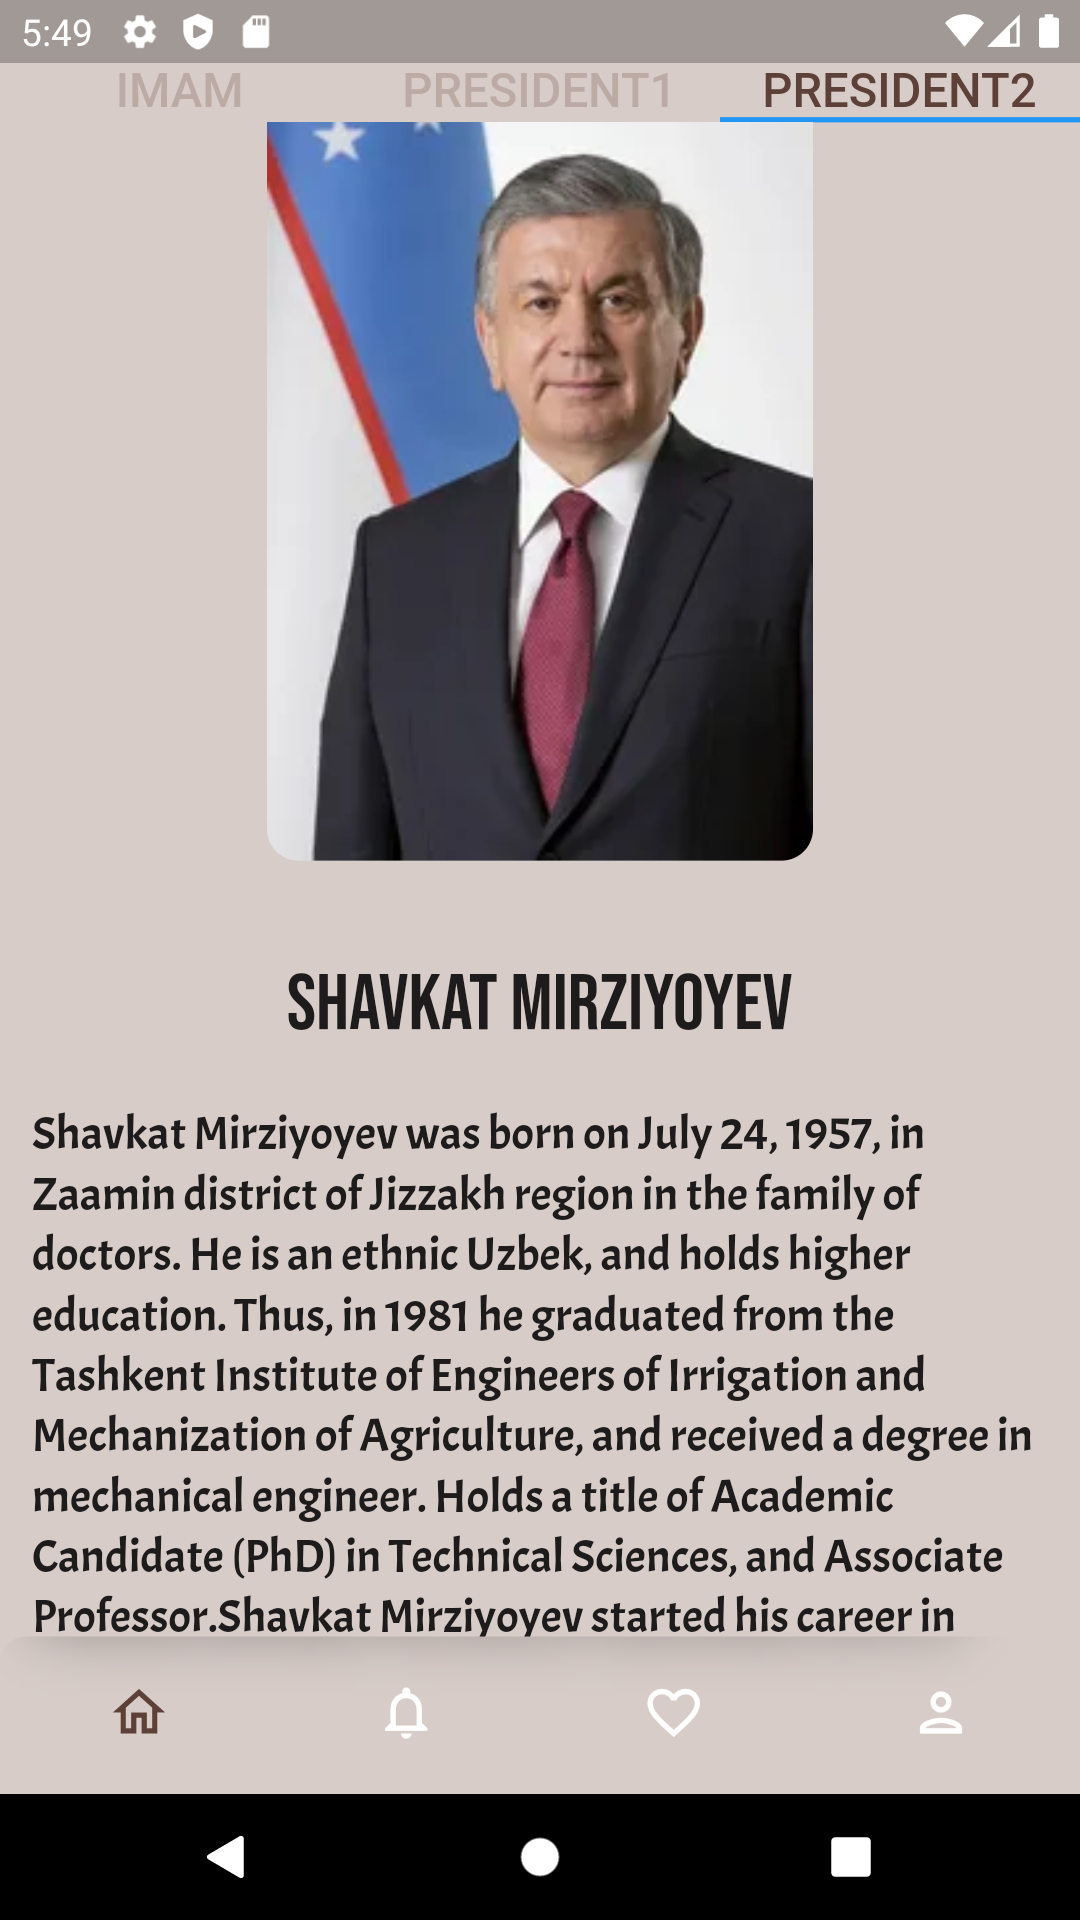 5:49
IMAM PRESIDENT1 PRESIDENT2
SHAVKAT MIRZIYOYEV
Shavkat Mirziyoyev was born on July 24, 1957, in
Zaamin district of Jizzakh region in the family of
doctors. He is an ethnic Uzbek, and holds higher
education. Thus, in 1981 he graduated from the
Tashkent Institute of Engineers of Irrigation and
Mechanization of Agriculture, and received a degree in
mechanical engineer. Holds a title of Academic
Candidate (PhD) in Technical Sciences, and Associate
Professor.Shavkat Mirziyoyev started his career in